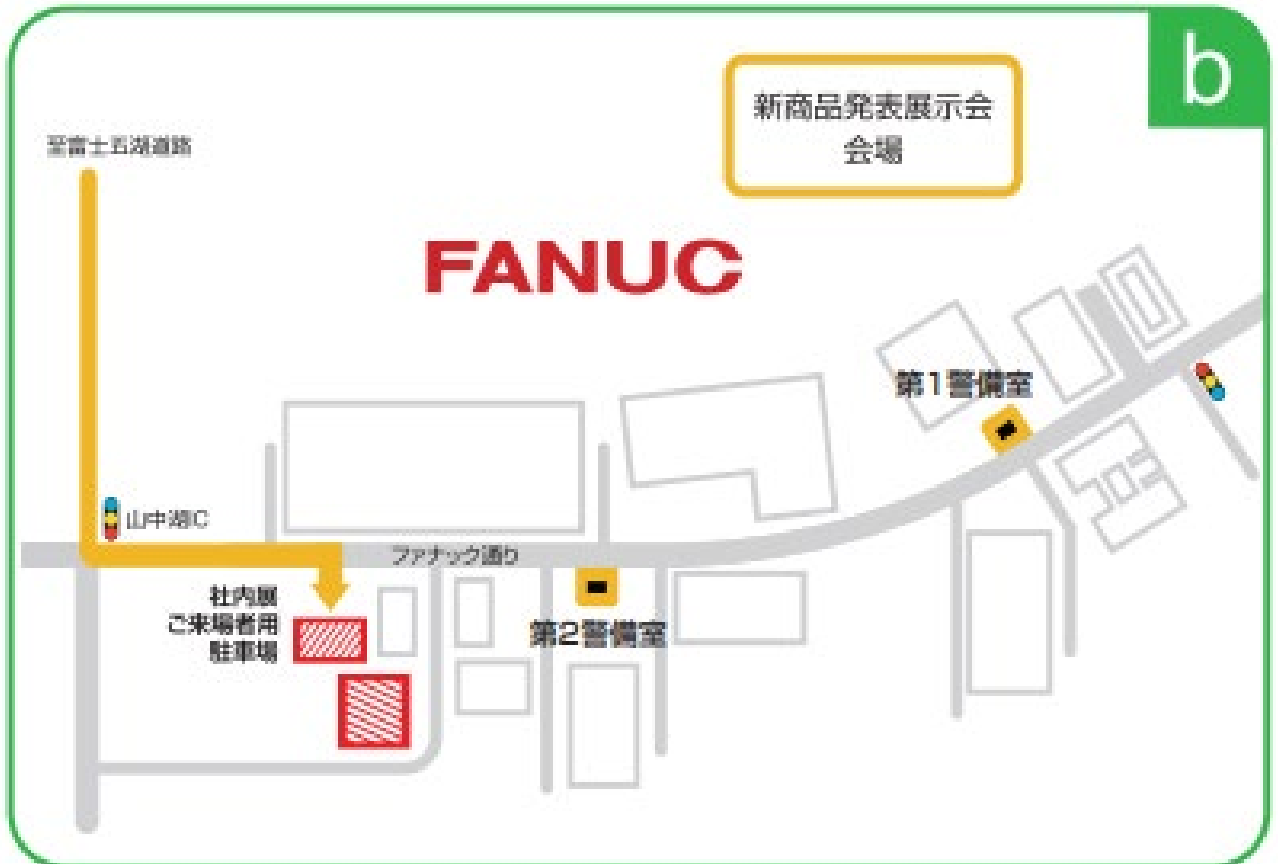 b
新商品発表展示会
会場
至富士五湖道路
FANUC
第1警備室
山中湖IC
ファナック通り
社内展
ご来場者用
駐車場
第2警備室